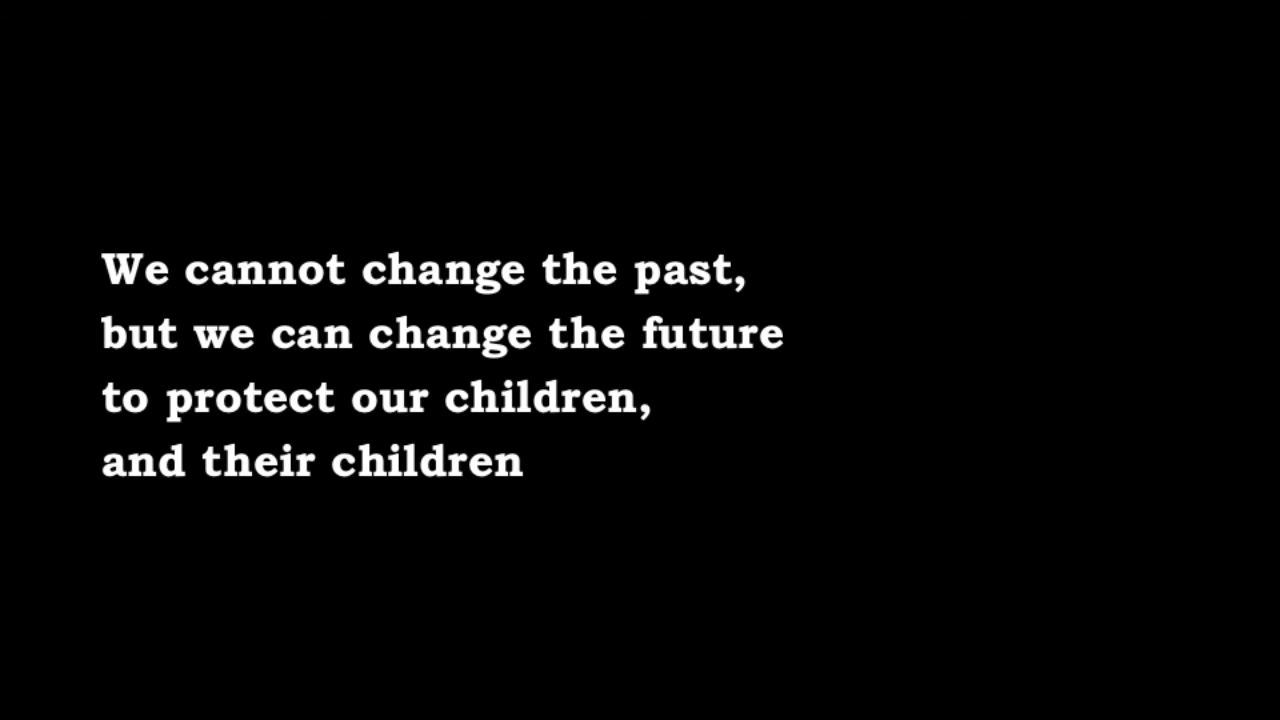 We cannot change the past,
but we can change the future
to protect our children,
and their children